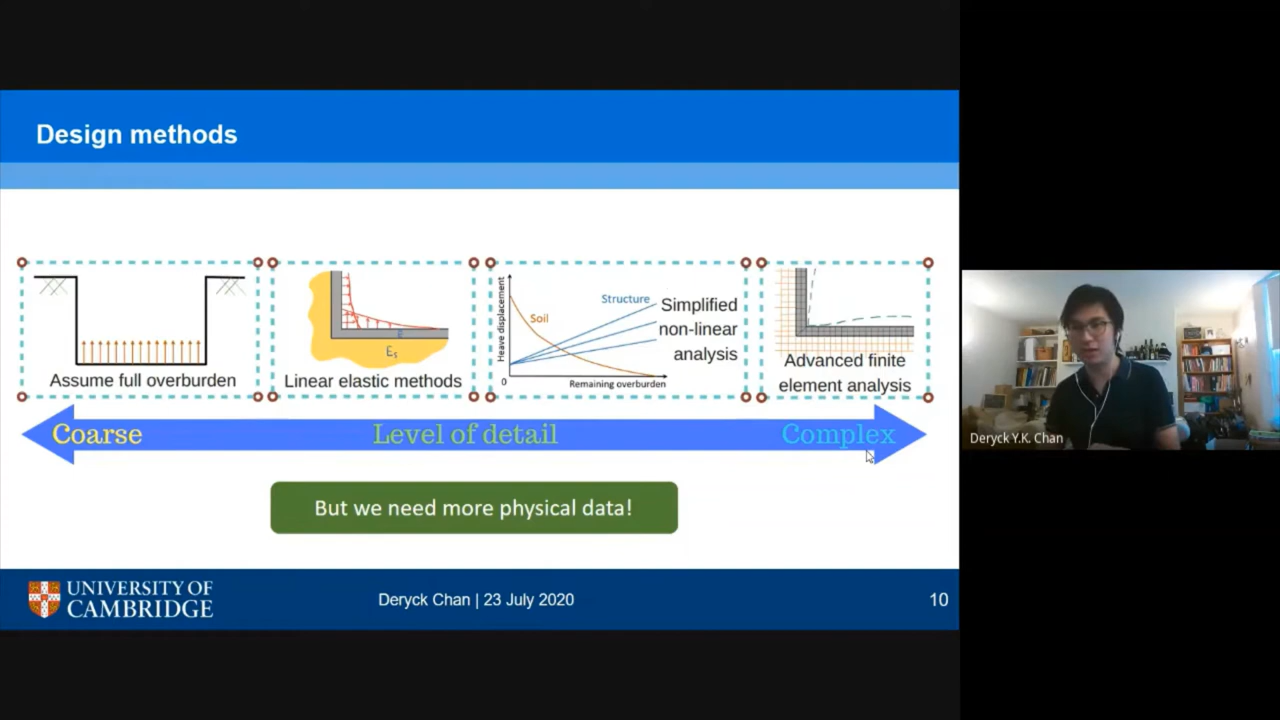 Design methods
Assume full overburden
E
Es
Linear elastic methods
Heave displacement
Soil
Structure
0
Remaining overburden
Simplified
non-linear
analysis
Advanced finite
element analysis
Coarse
Level of detail
Complex
But we need more physical data!
UNIVERSITY OF
CAMBRIDGE
Deryck Chan | 23 July 2020
10
Deryck Y.K. Chan